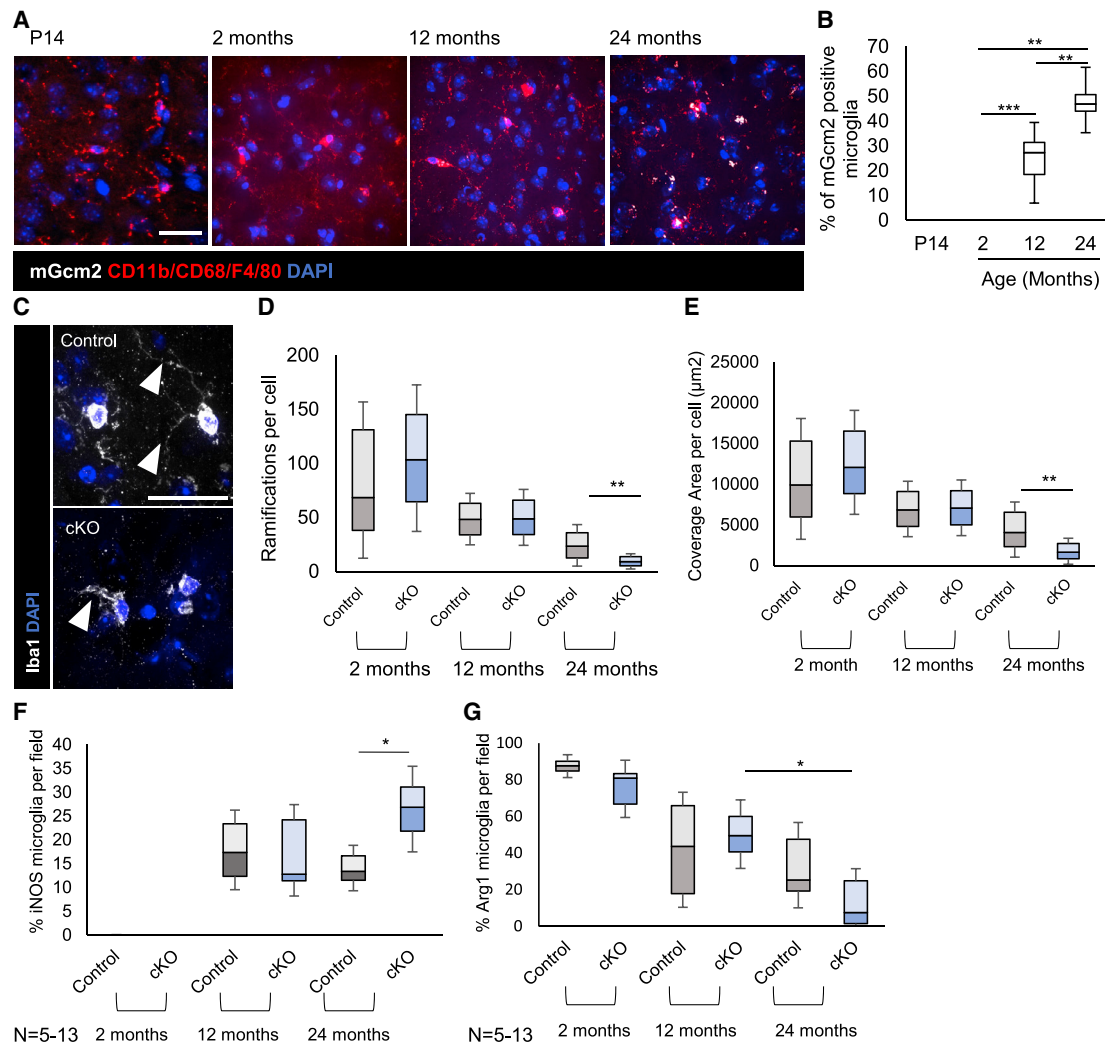 A
P14
2 months
12 months
24 months
mGcm2 CD11b/CD68/F4/80 DAPI
B
% of mGcm2 positive
microglia
70
60
50
40
30
20
10
0
**
**
***
P14
2
12
24
Age (Months)
C
Control
cKO
Iba1 DAPI
D
Ramifications per cell
200
150
100
50
0
**
Control
cKO
Control
cKO
Control
cKO
2 months
12 months
24 months
E
Coverage Area per cell (µm2)
25000
20000
15000
10000
5000
0
**
Control
cKO
Control
cKO
Control
cKO
2 month
12 months
24 months
F
% iNOS microglia per field
40
35
30
25
20
15
10
5
0
*
Control
cKO
Control
cKO
Control
cKO
N=5-13
2 months
12 months
24 months
G
% Arg1 microglia per field
100
80
60
40
20
0
*
Control
cKO
Control
cKO
Control
cKO
N=5-13
2 months
12 months
24 months